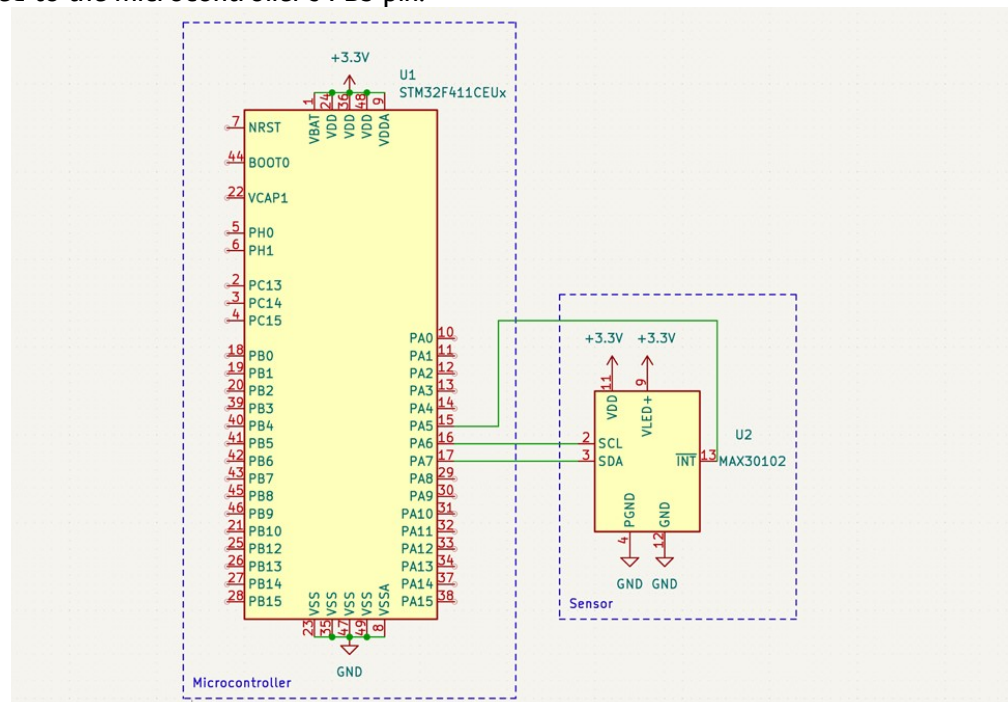 to the microcontroller's PB5 pin.
+3.3V
U1
STM32F411CEUx
1 24 36 48 9
VBAT VDD VDD VDD VDDA
7 NRST
44 BOOT0
22 VCAP1
5 PH0
6 PH1
2 PC13
3 PC14
4 PC15
PA0 10
18 PB0 PA1 11
19 PB1 PA2 12
20 PB2 PA3 13
39 PB3 PA4 14
40 PB4 PA5 15
41 PB5 PA6 16
42 PB6 PA7 17
43 PB7 PA8 29
45 PB8 PA9 30
46 PB9 PA10 31
21 PB10 PA11 32
25 PB12 PA12 33
26 PB13 PA13 34
27 PB14 PA14 37
28 PB15 PA15 38
VSS VSS VSS VSS VSSA
23 35 47 49 8
GND
Microcontroller
+3.3V +3.3V
11 9
VDD VLED+
U2
MAX30102
2 SCL
3 SDA INT 13
PGND GND
4 12
GND GND
Sensor